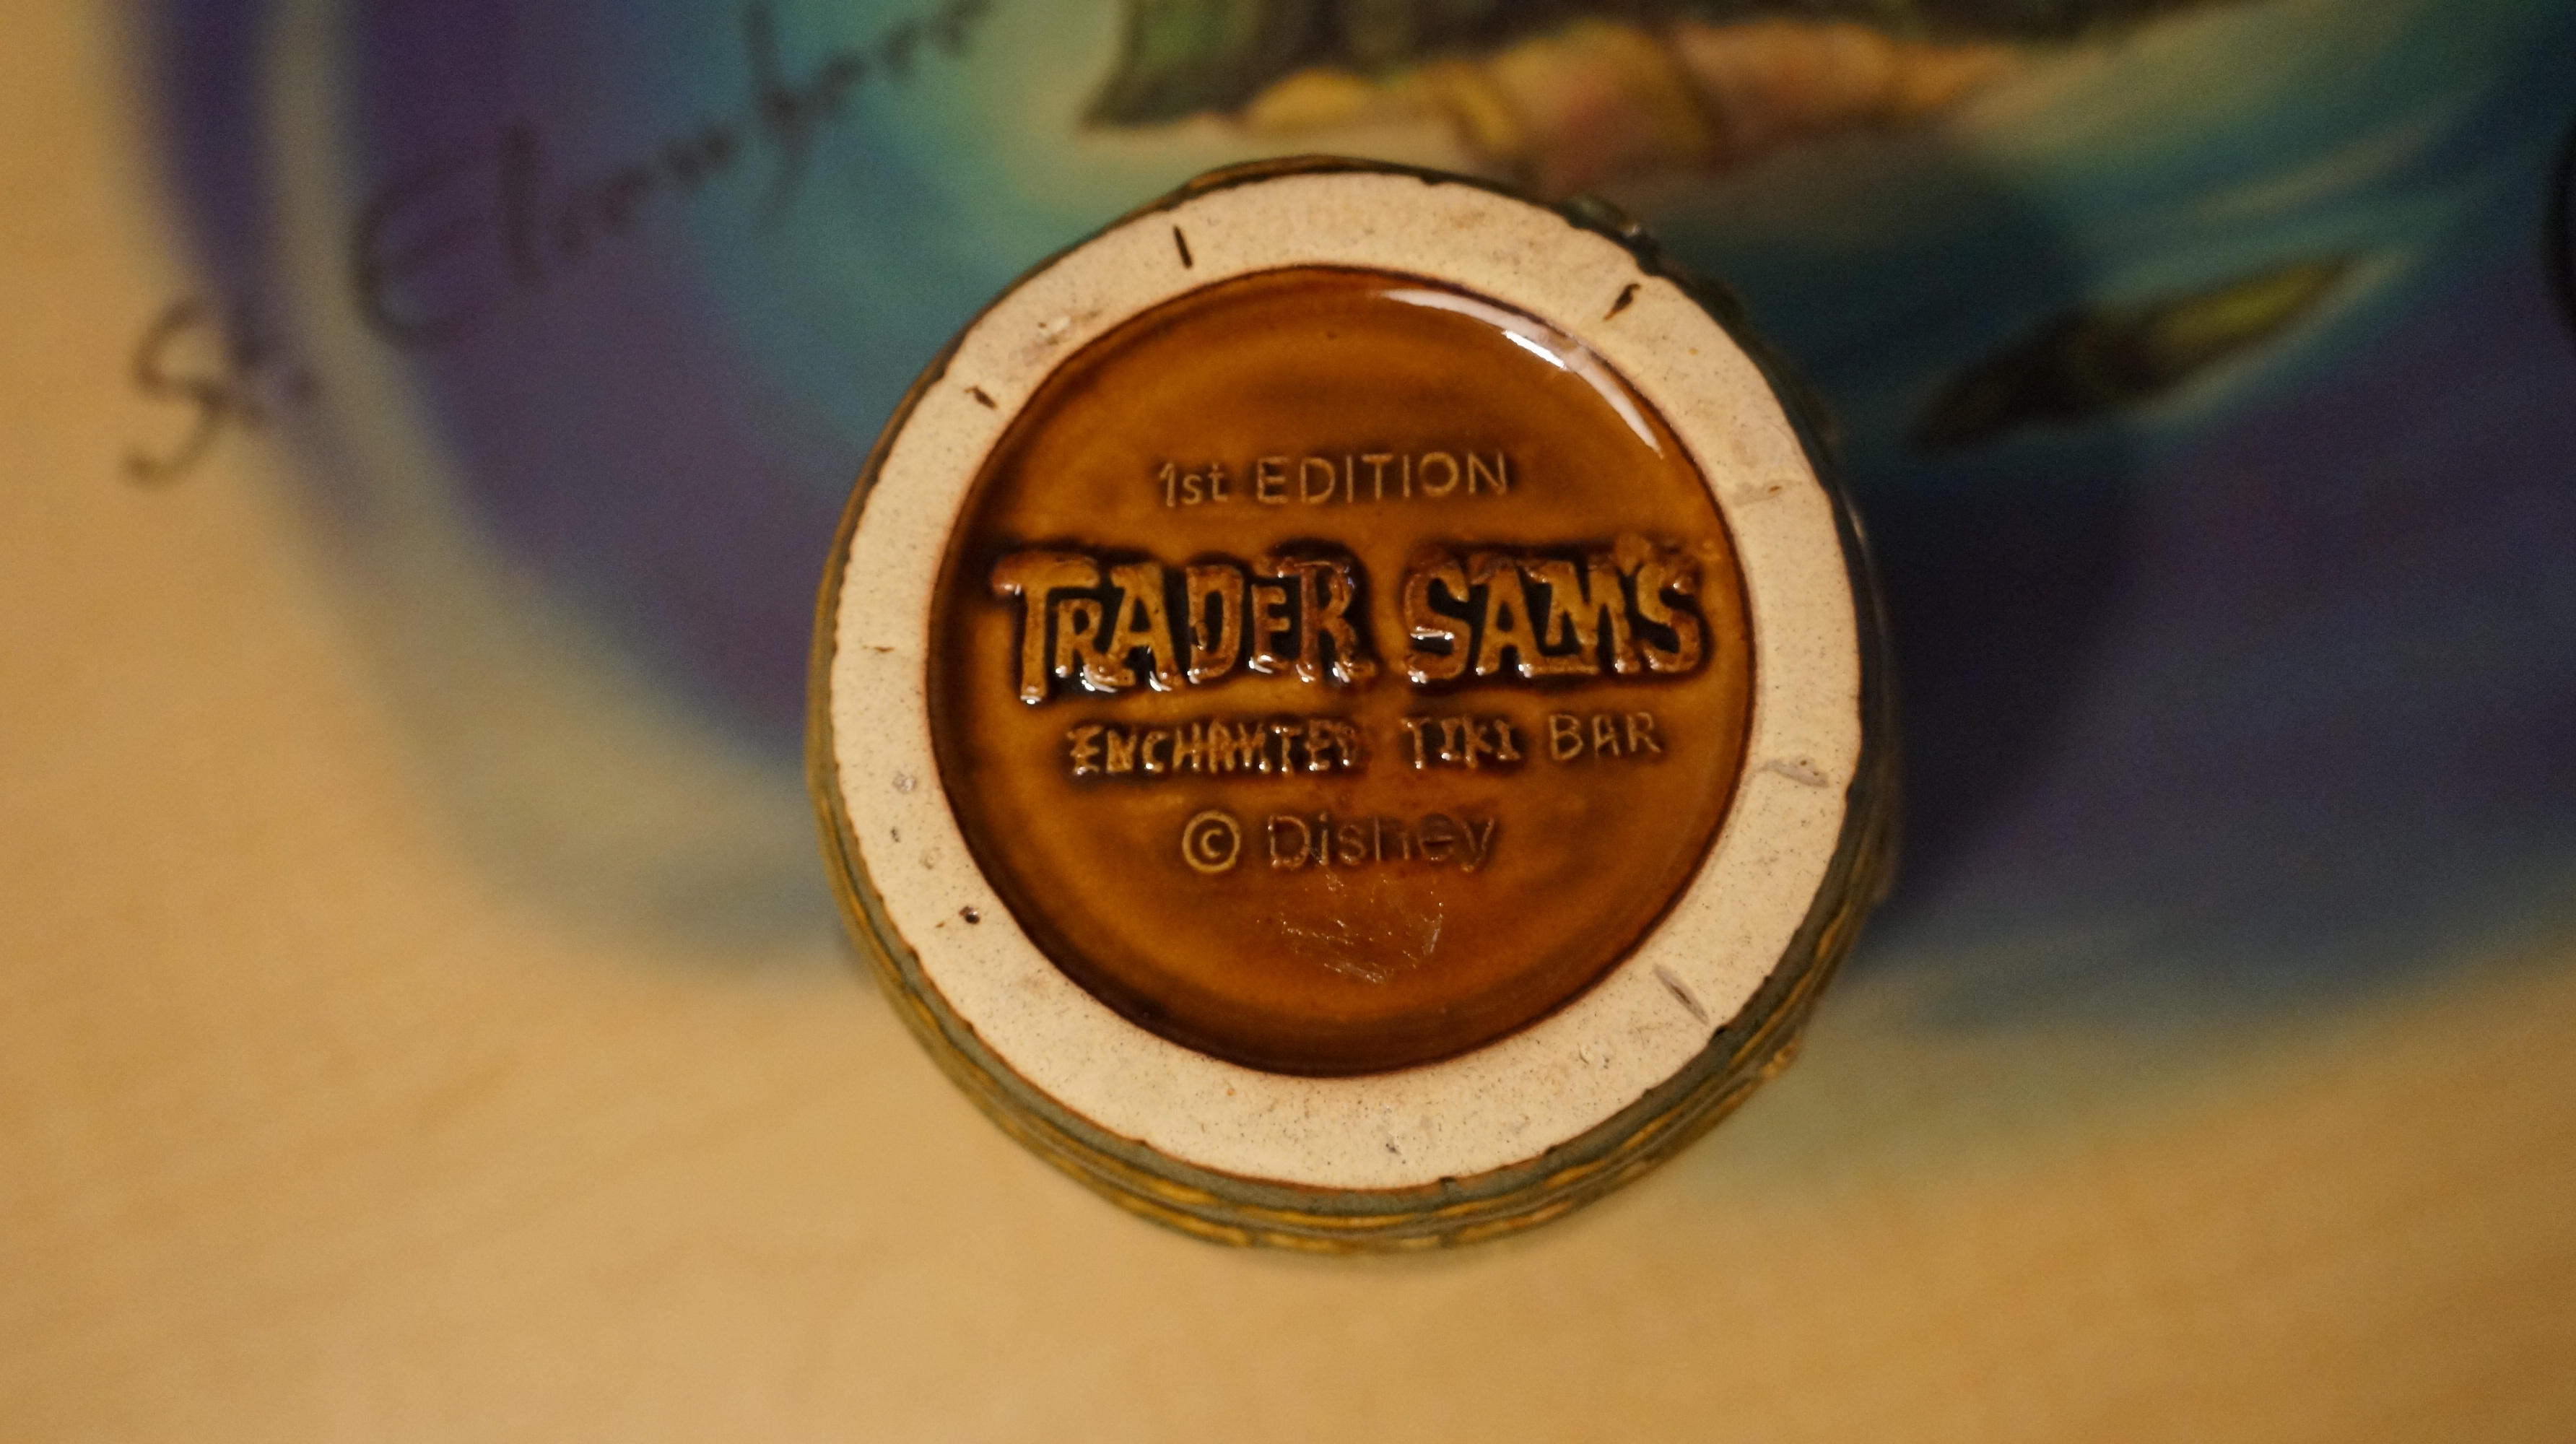 1st EDITION
TRADER SAM'S
ENCHANTED TIKI BAR
© Disney